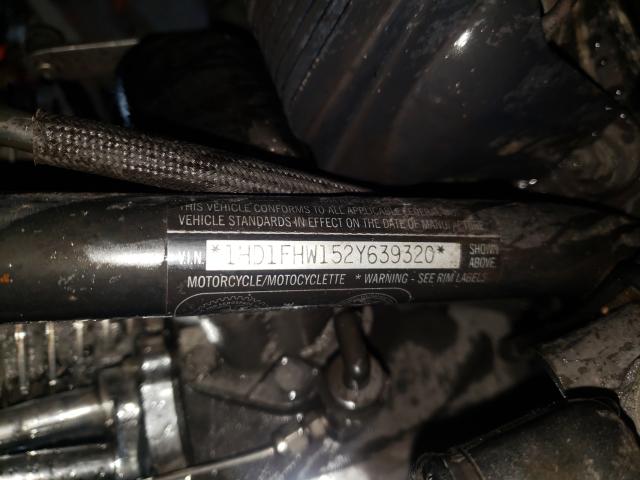 THIS VEHICLE CONFORMS TO ALL APPLICABLE FEDERAL
VEHICLE STANDARDS IN EFFECT ON THE DATE OF
V.I.N. *1HD1FHW152Y639320* SHOWN ABOVE.
MOTORCYCLE/MOTOCYCLETTE * WARNING - SEE RIM LABELS